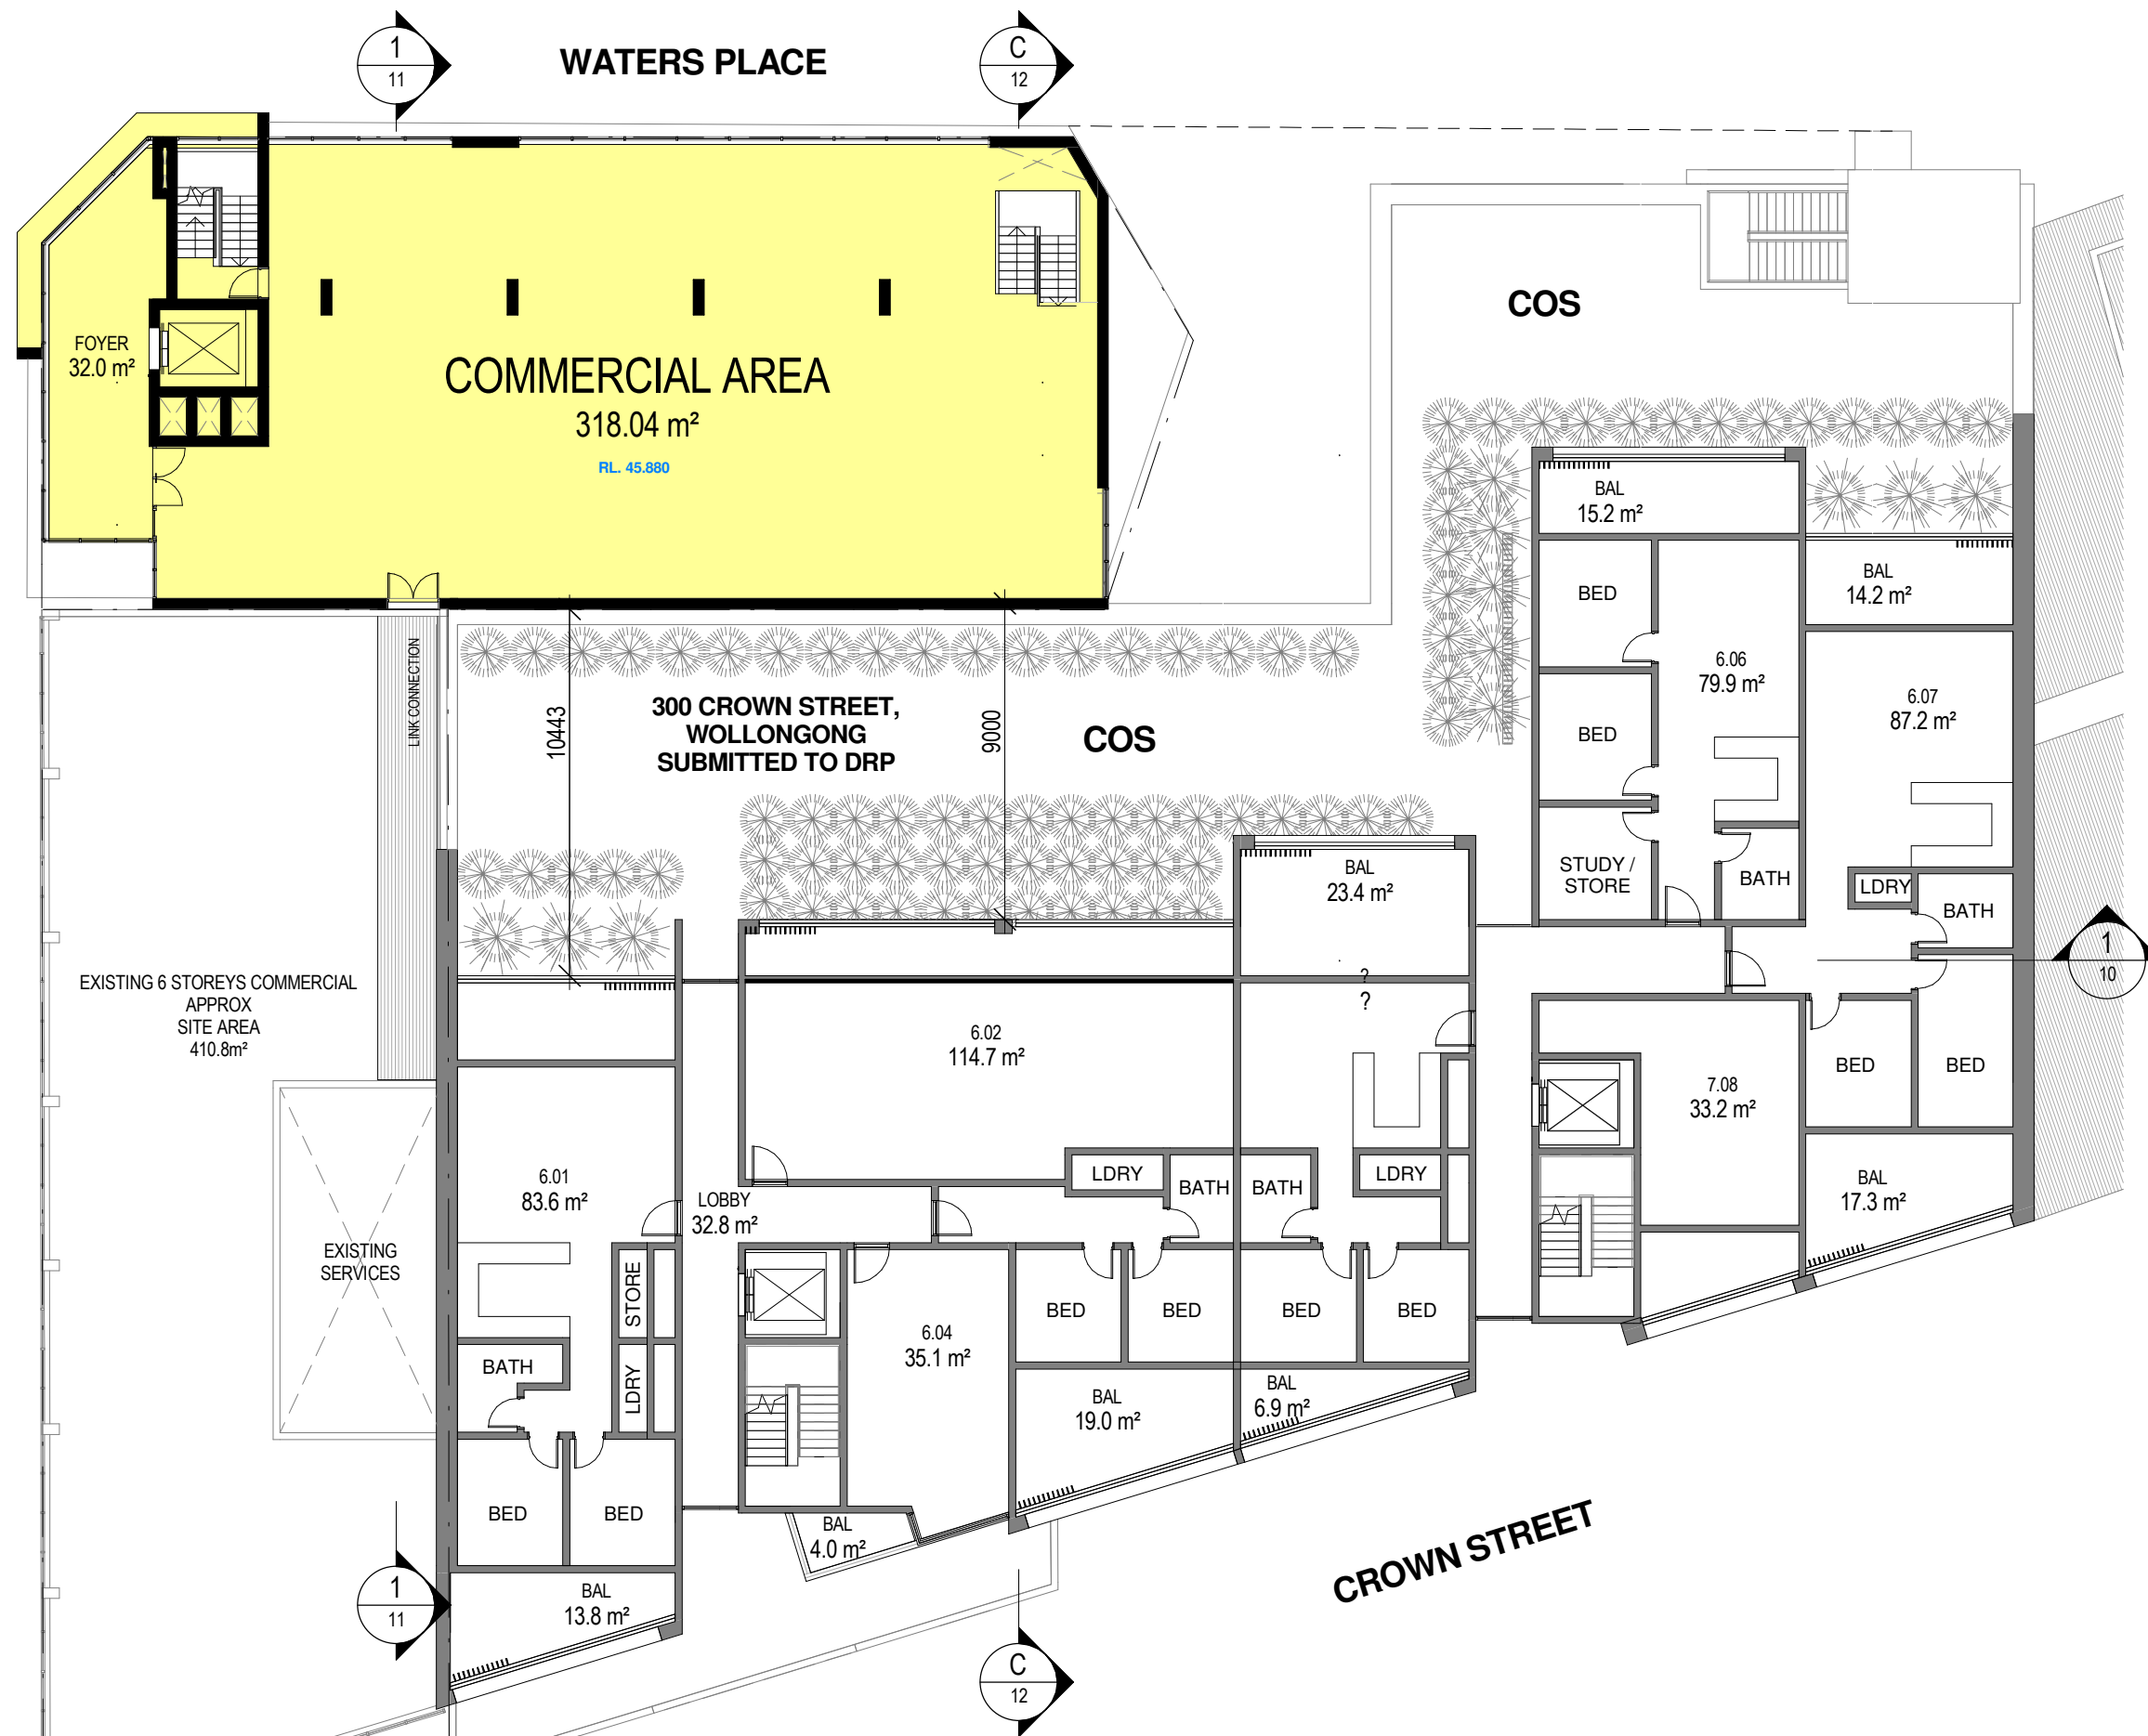 1
11
WATERS PLACE
C
12
FOYER
32.0 m²
COMMERCIAL AREA
318.04 m²
RL. 45.880
COS
BAL
15.2 m²
BAL
14.2 m²
BED
6.06
79.9 m²
6.07
87.2 m²
BED
LINK CONNECTION
10443
300 CROWN STREET,
WOLLONGONG
SUBMITTED TO DRP
9000
COS
STUDY /
STORE
BATH
LDRY
BATH
BAL
23.4 m²
1
10
EXISTING 6 STOREYS COMMERCIAL
APPROX
SITE AREA
410.8m²
?
?
6.02
114.7 m²
BED
BED
7.08
33.2 m²
6.01
83.6 m²
LOBBY
32.8 m²
LDRY
BATH
BATH
LDRY
BAL
17.3 m²
EXISTING
SERVICES
STORE
BED
BED
BED
BED
6.04
35.1 m²
BATH
LDRY
BAL
19.0 m²
BAL
6.9 m²
BED
BED
BAL
4.0 m²
CROWN STREET
1
11
BAL
13.8 m²
C
12